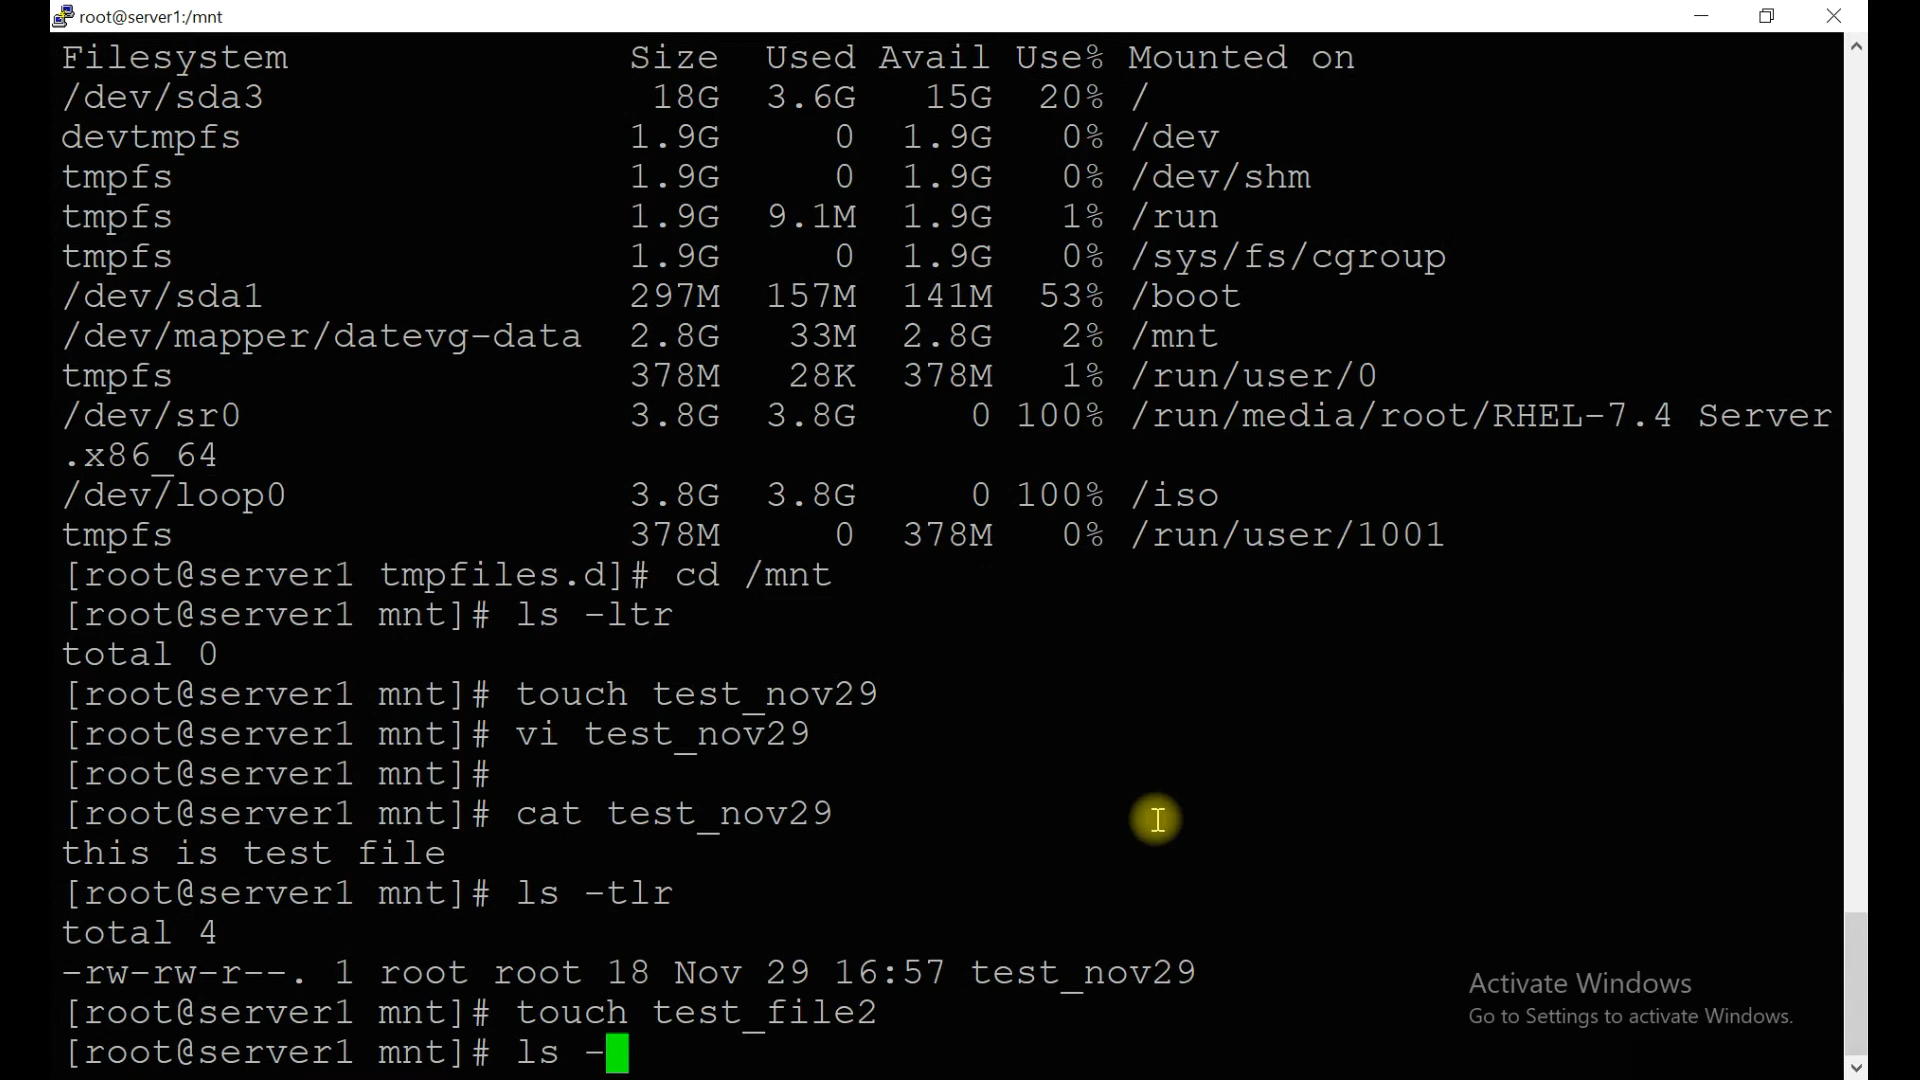 root@server1:/mnt
Filesystem Size Used Avail Use% Mounted on
/dev/sda3 18G 3.6G 15G 20% /
devtmpfs 1.9G 0 1.9G 0% /dev
tmpfs 1.9G 0 1.9G 0% /dev/shm
tmpfs 1.9G 9.1M 1.9G 1% /run
tmpfs 1.9G 0 1.9G 0% /sys/fs/cgroup
/dev/sda1 297M 157M 141M 53% /boot
/dev/mapper/datevg-data 2.8G 33M 2.8G 2% /mnt
tmpfs 378M 28K 378M 1% /run/user/0
/dev/sr0 3.8G 3.8G 0 100% /run/media/root/RHEL-7.4 Server
.x86_64
/dev/loop0 3.8G 3.8G 0 100% /iso
tmpfs 378M 0 378M 0% /run/user/1001
[root@server1 tmpfiles.d]# cd /mnt
[root@server1 mnt]# ls -ltr
total 0
[root@server1 mnt]# touch test_nov29
[root@server1 mnt]# vi test_nov29
[root@server1 mnt]#
[root@server1 mnt]# cat test_nov29
this is test file
[root@server1 mnt]# ls -tlr
total 4
-rw-rw-r--. 1 root root 18 Nov 29 16:57 test_nov29
[root@server1 mnt]# touch test_file2
[root@server1 mnt]# ls -
Activate Windows
Go to Settings to activate Windows.